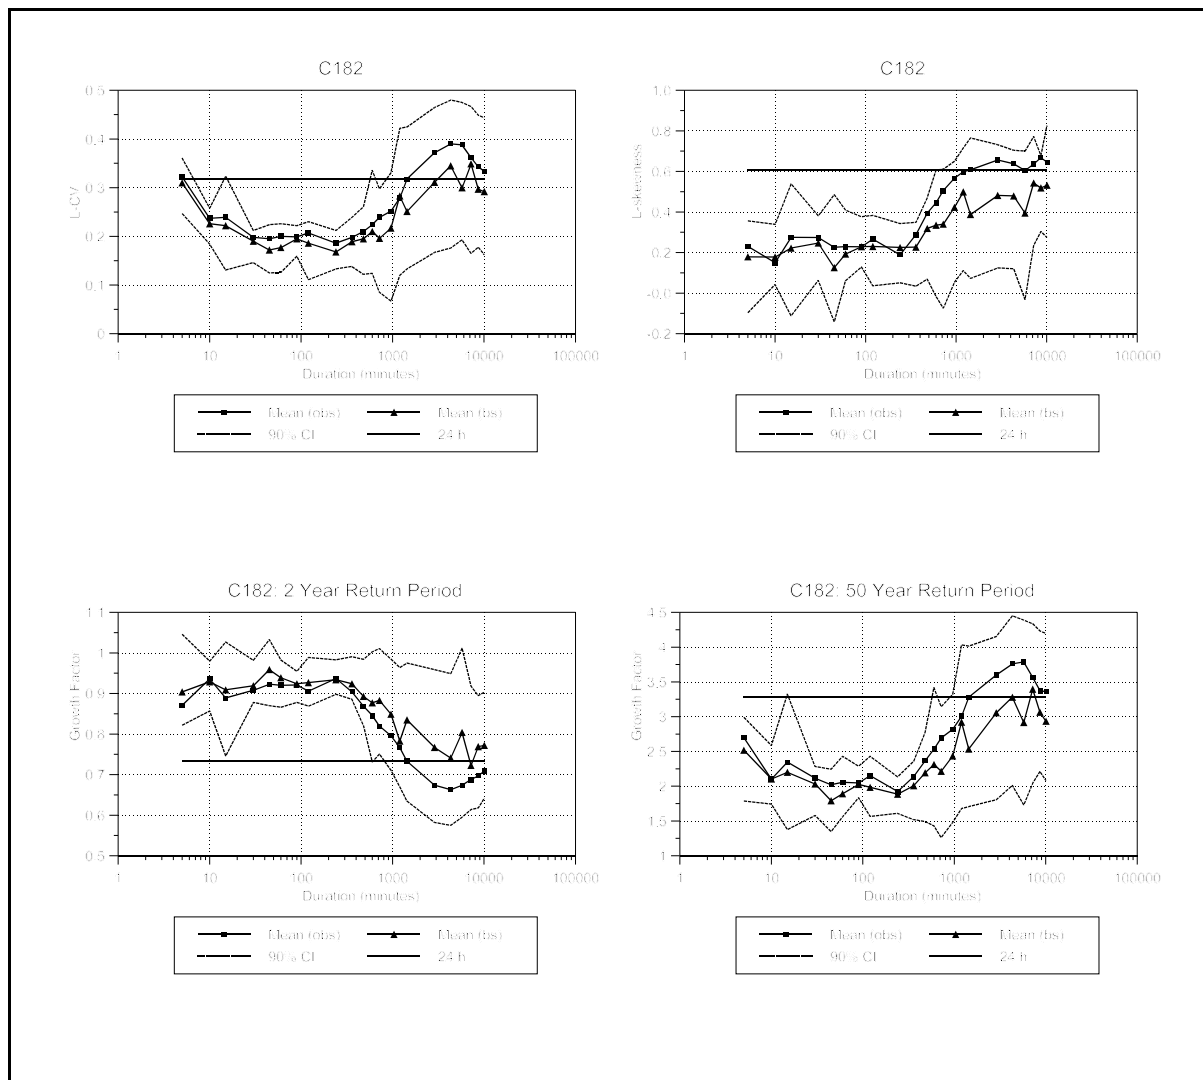 C182
0.5
0.4
0.3
0.2
0.1
0
L-CV
1 10 100 1000 10000 100000
Duration (minutes)
Mean (obs) Mean (bs)
90% CI 24 h
C182
1.0
0.8
0.6
0.4
0.2
-0.0
-0.2
L-skewness
1 10 100 1000 10000 100000
Duration (minutes)
Mean (obs) Mean (bs)
90% CI 24 h
C182: 2 Year Return Period
1.1
1
0.9
0.8
0.7
0.6
0.5
Growth Factor
1 10 100 1000 10000 100000
Duration (minutes)
Mean (obs) Mean (bs)
90% CI 24 h
C182: 50 Year Return Period
4.5
4
3.5
3
2.5
2
1.5
1
Growth Factor
1 10 100 1000 10000 100000
Duration (minutes)
Mean (obs) Mean (bs)
90% CI 24 h